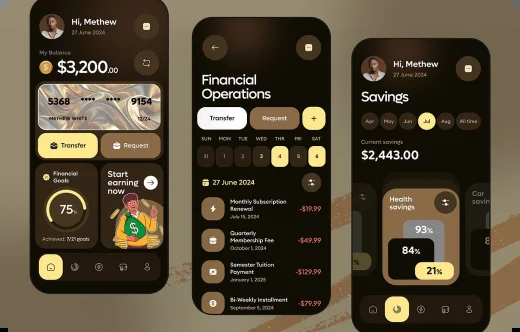 Hi, Methew
27 June 2024
My Balance
$3,200.00
5368 **** **** 9154
METHEW WHITE 12/24
Transfer
Request
Financial
Goals
75%
Achieved: 7/21 goals
Start
earning
now
Financial
Operations
Transfer
Request
+
SUN MON TUE WED THR FRI SAT
31 1 2 3 4 5 6
27 June 2024
Monthly Subscription
Renewal
July 15, 2024
-$19.99
Quarterly
Membership Fee
October 1, 2024
-$49.99
Semester Tuition
Payment
-$129.99
Bi-Weekly Installment
September 5, 2024
-$79.99
Hi, Methew
27 June 2024
Savings
Apr May Jun Jul Aug All time
Current savings
$2,443.00
%
Health
savings
93%
84%
21%
Car
savin
8